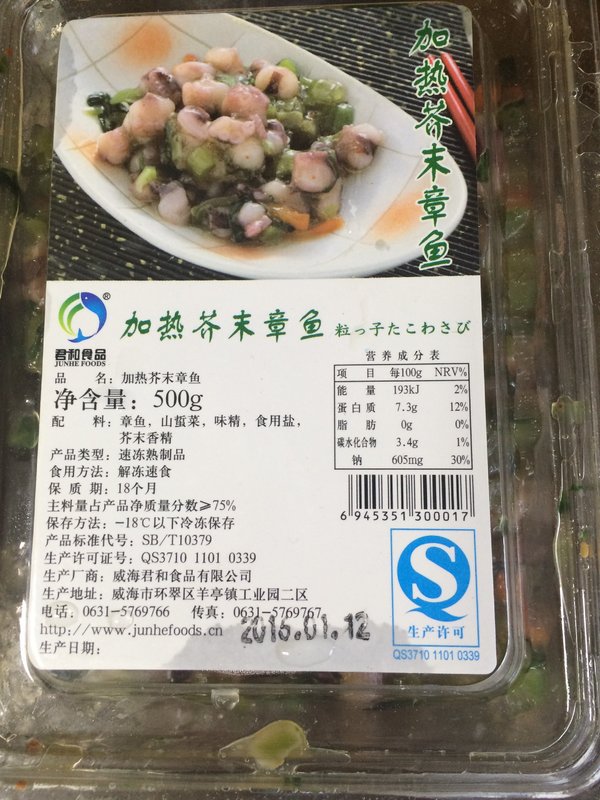 加热芥末章鱼
®
君和食品
JUNHE FOODS
加热芥末章鱼 粒っ子たこわさび
品 名：加热芥末章鱼
净含量：500g
配 料：章鱼，山蜇菜，味精，食用盐，
芥末香精
产品类型：速冻熟制品
食用方法：解冻速食
保 质 期：18个月
主料量占产品净质量分数≥75%
保存方法：-18℃以下冷冻保存
产品标准代号：SB/T10379
生产许可证号：QS3710 1101 0339
生产厂商：威海君和食品有限公司
生产地址：威海市环翠区羊亭镇工业园二区
电话：0631-5769766 传真：0631-5769767
http://www.junhefoods.cn
生产日期：
2016.01.12
营养成分表
项 目 每100g NRV%
能 量 193kJ 2%
蛋白质 7.3g 12%
脂 肪 0g 0%
碳水化合物 3.4g 1%
钠 605mg 30%
6 945351 300017
S
生产许可
QS3710 1101 0339